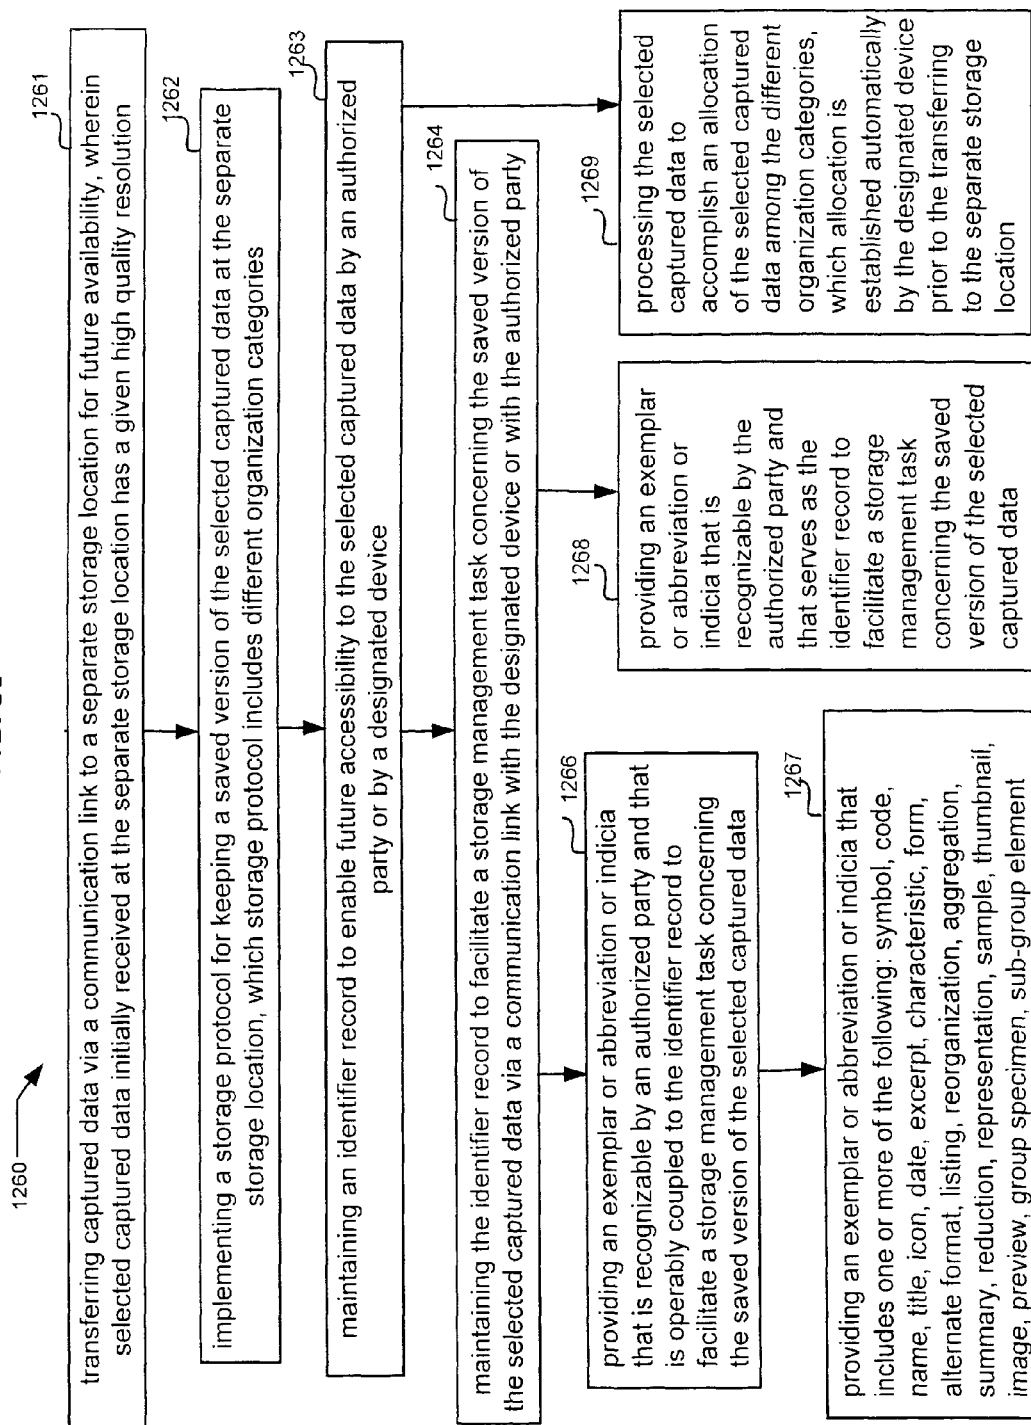 1260
1261
transferring captured data via a communication link to a separate storage location for future availability, wherein
selected captured data initially received at the separate storage location has a given high quality resolution
1262
implementing a storage protocol for keeping a saved version of the selected captured data at the separate
storage location, which storage protocol includes different organization categories
1263
maintaining an identifier record to enable future accessibility to the selected captured data by an authorized
party or by a designated device
1264
maintaining the identifier record to facilitate a storage management task concerning the saved version of
the selected captured data via a communication link with the designated device or with the authorized party
1266
providing an exemplar or abbreviation or indicia
that is recognizable by an authorized party and that
is operably coupled to the identifier record to
facilitate a storage management task concerning
the saved version of the selected captured data
1267
providing an exemplar or abbreviation or indicia that
includes one or more of the following: symbol, code,
name, title, icon, date, excerpt, characteristic, form,
alternate format, listing, reorganization, aggregation,
summary, reduction, representation, sample, thumbnail,
image, preview, group specimen, sub-group element
1268
providing an exemplar
or abbreviation or
indicia that is
recognizable by the
authorized party and
that serves as the
identifier record to
facilitate a storage
management task
concerning the saved
version of the selected
captured data
1269
processing the selected
captured data to
accomplish an allocation
of the selected captured
data among the different
organization categories,
which allocation is
established automatically
by the designated device
prior to the transferring
to the separate storage
location